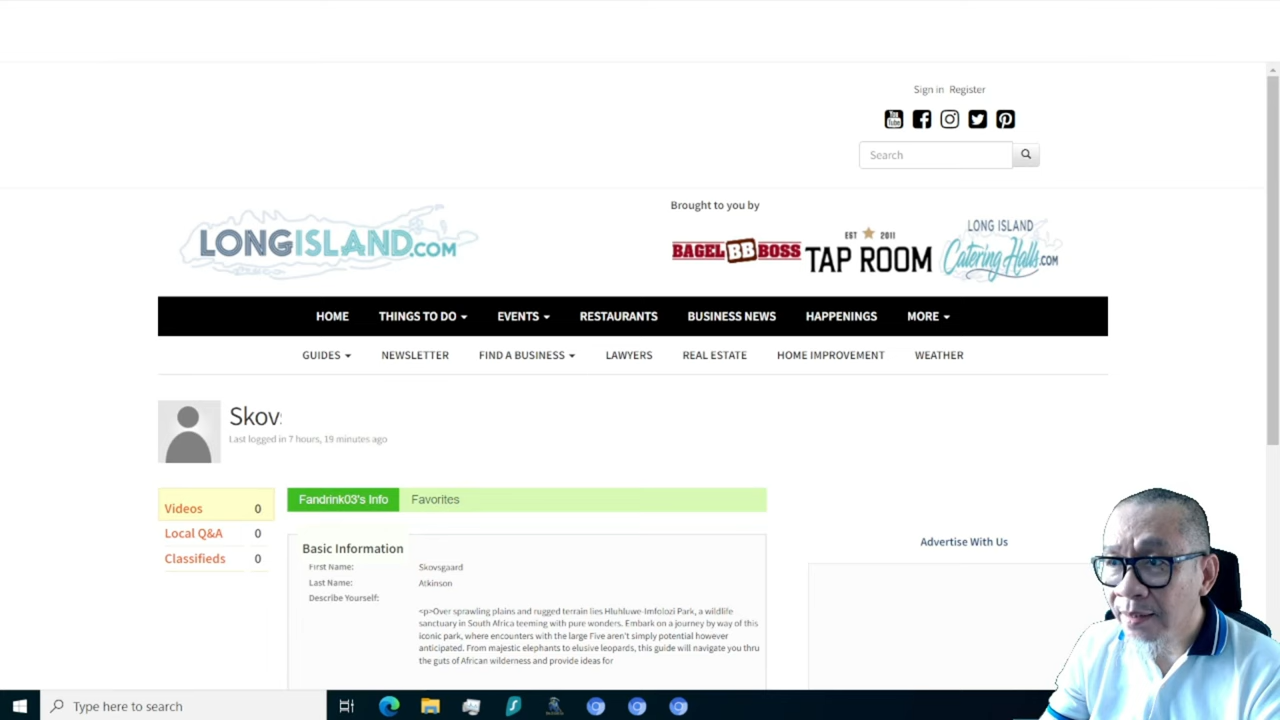 Sign in Register
You
Tube
Search
Brought to you by
LONGISLAND.COM
BAGEL BB BOSS
EST 2011
TAP ROOM
LONG ISLAND
Catering Halls.COM
HOME THINGS TO DO EVENTS RESTAURANTS BUSINESS NEWS HAPPENINGS MORE
GUIDES NEWSLETTER FIND A BUSINESS LAWYERS REAL ESTATE HOME IMPROVEMENT WEATHER
Skovs
Last logged in 7 hours, 19 minutes ago
Videos 0
Local Q&A 0
Classifieds 0
Fandrink03's Info Favorites
Basic Information
First Name: Skovsgaard
Last Name: Atkinson
Describe Yourself:
<p>Over sprawling plains and rugged terrain lies Hluhluwe-Imfolozi Park, a wildlife
sanctuary in South Africa teeming with pure wonders. Embark on a journey by way of this
iconic park, where encounters with the large Five aren't simply potential however
anticipated. From majestic elephants to elusive leopards, this guide will navigate you thru
the guts of African wilderness and provide ideas for
Advertise With Us
Type here to search